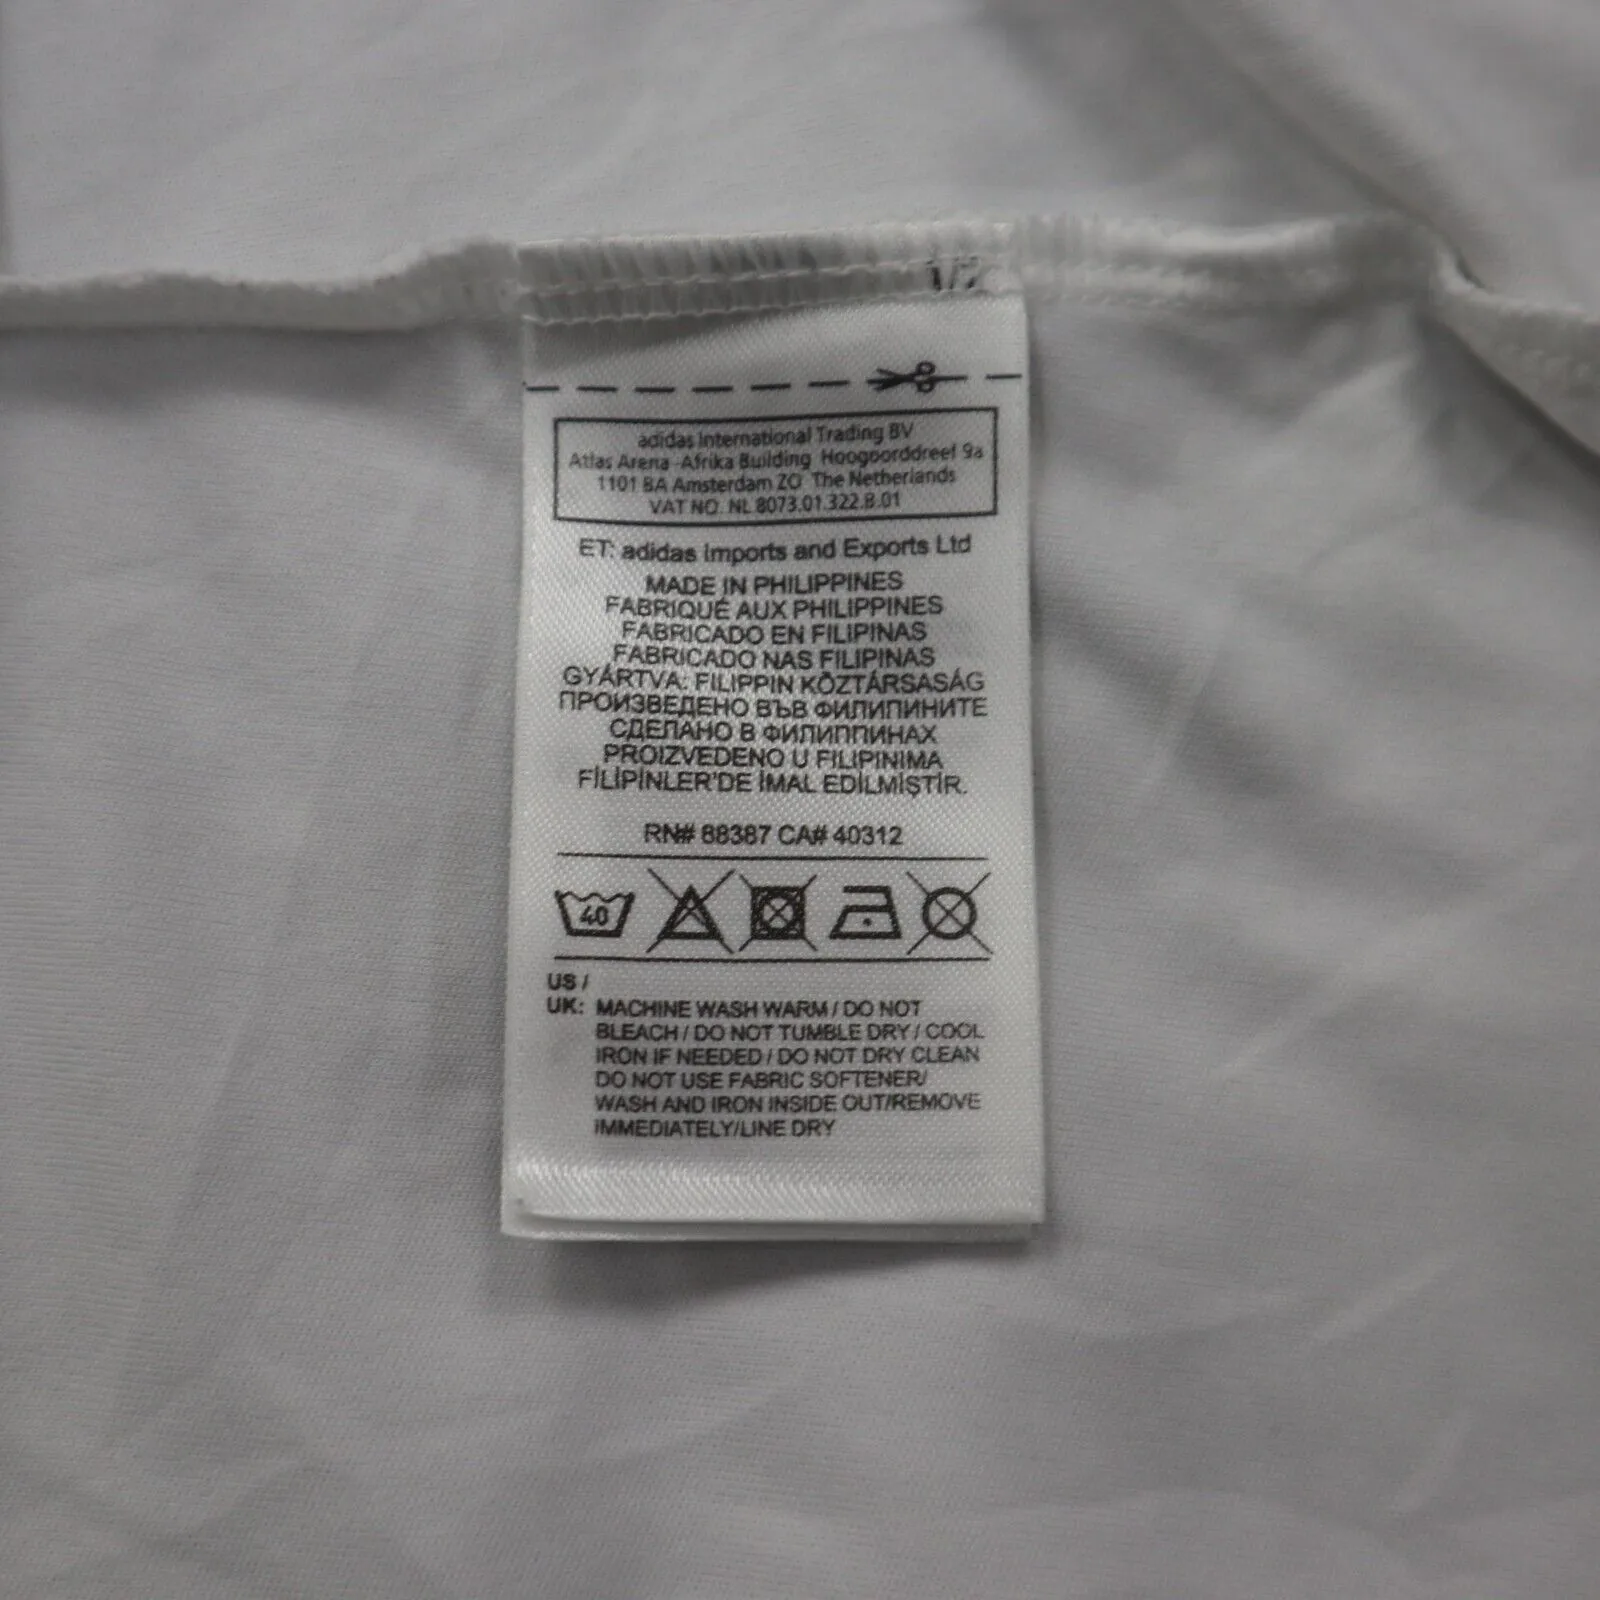 1/2
adidas International Trading BV
Atlas Arena -Afrika Building Hoogoorddreef 9a
1101 BA Amsterdam ZO The Netherlands
VAT NO. NL 8073.01.322.B.01
ET: adidas Imports and Exports Ltd
MADE IN PHILIPPINES
FABRIQUÉ AUX PHILIPPINES
FABRICADO EN FILIPINAS
FABRICADO NAS FILIPINAS
GYÁRTVA: FILIPPIN KÖZTÁRSASÁG
ПРОИЗВЕДЕНО ВЪВ ФИЛИПИНИТЕ
СДЕЛАНО В ФИЛИППИНАХ
PROIZVEDENO U FILIPINIMA
FİLİPİNLER'DE İMAL EDİLMİŞTİR.
RN# 88387 CA# 40312
40
US /
UK: MACHINE WASH WARM / DO NOT
BLEACH / DO NOT TUMBLE DRY / COOL
IRON IF NEEDED / DO NOT DRY CLEAN
DO NOT USE FABRIC SOFTENER/
WASH AND IRON INSIDE OUT/REMOVE
IMMEDIATELY/LINE DRY